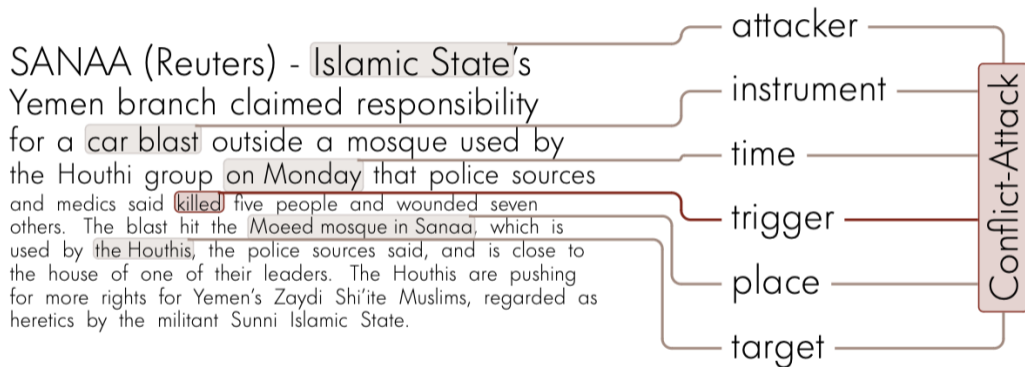 SANAA (Reuters) - Islamic State's
Yemen branch claimed responsibility
for a car blast outside a mosque used by
the Houthi group on Monday that police sources
and medics said killed five people and wounded seven
others. The blast hit the Moeed mosque in Sanaa, which is
used by the Houthis, the police sources said, and is close to
the house of one of their leaders. The Houthis are pushing
for more rights for Yemen's Zaydi Shi'ite Muslims, regarded as
heretics by the militant Sunni Islamic State.
attacker
instrument
time
trigger
place
target
Conflict-Attack